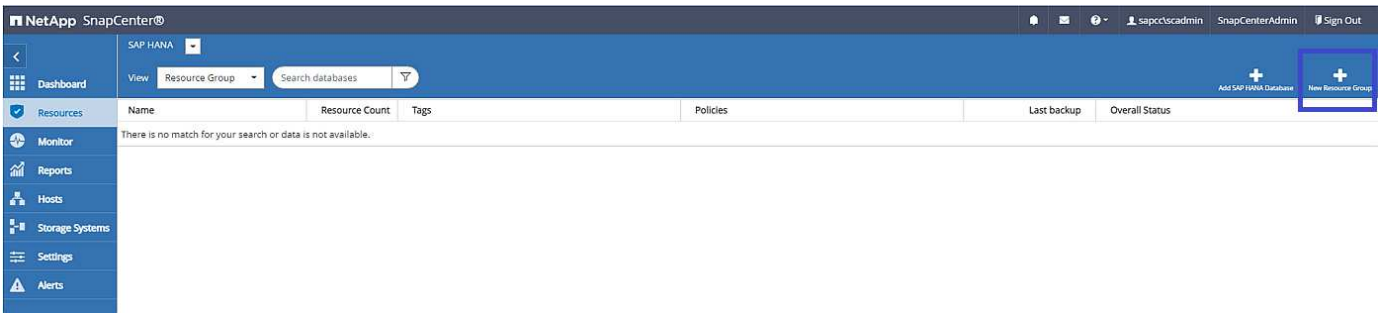 NetApp SnapCenter®
sapcc\scadmin SnapCenterAdmin Sign Out
SAP HANA
View Resource Group Search databases
Add SAP HANA Database New Resource Group
Dashboard
Resources
Monitor
Reports
Hosts
Storage Systems
Settings
Alerts
Name Resource Count Tags Policies Last backup Overall Status
There is no match for your search or data is not available.